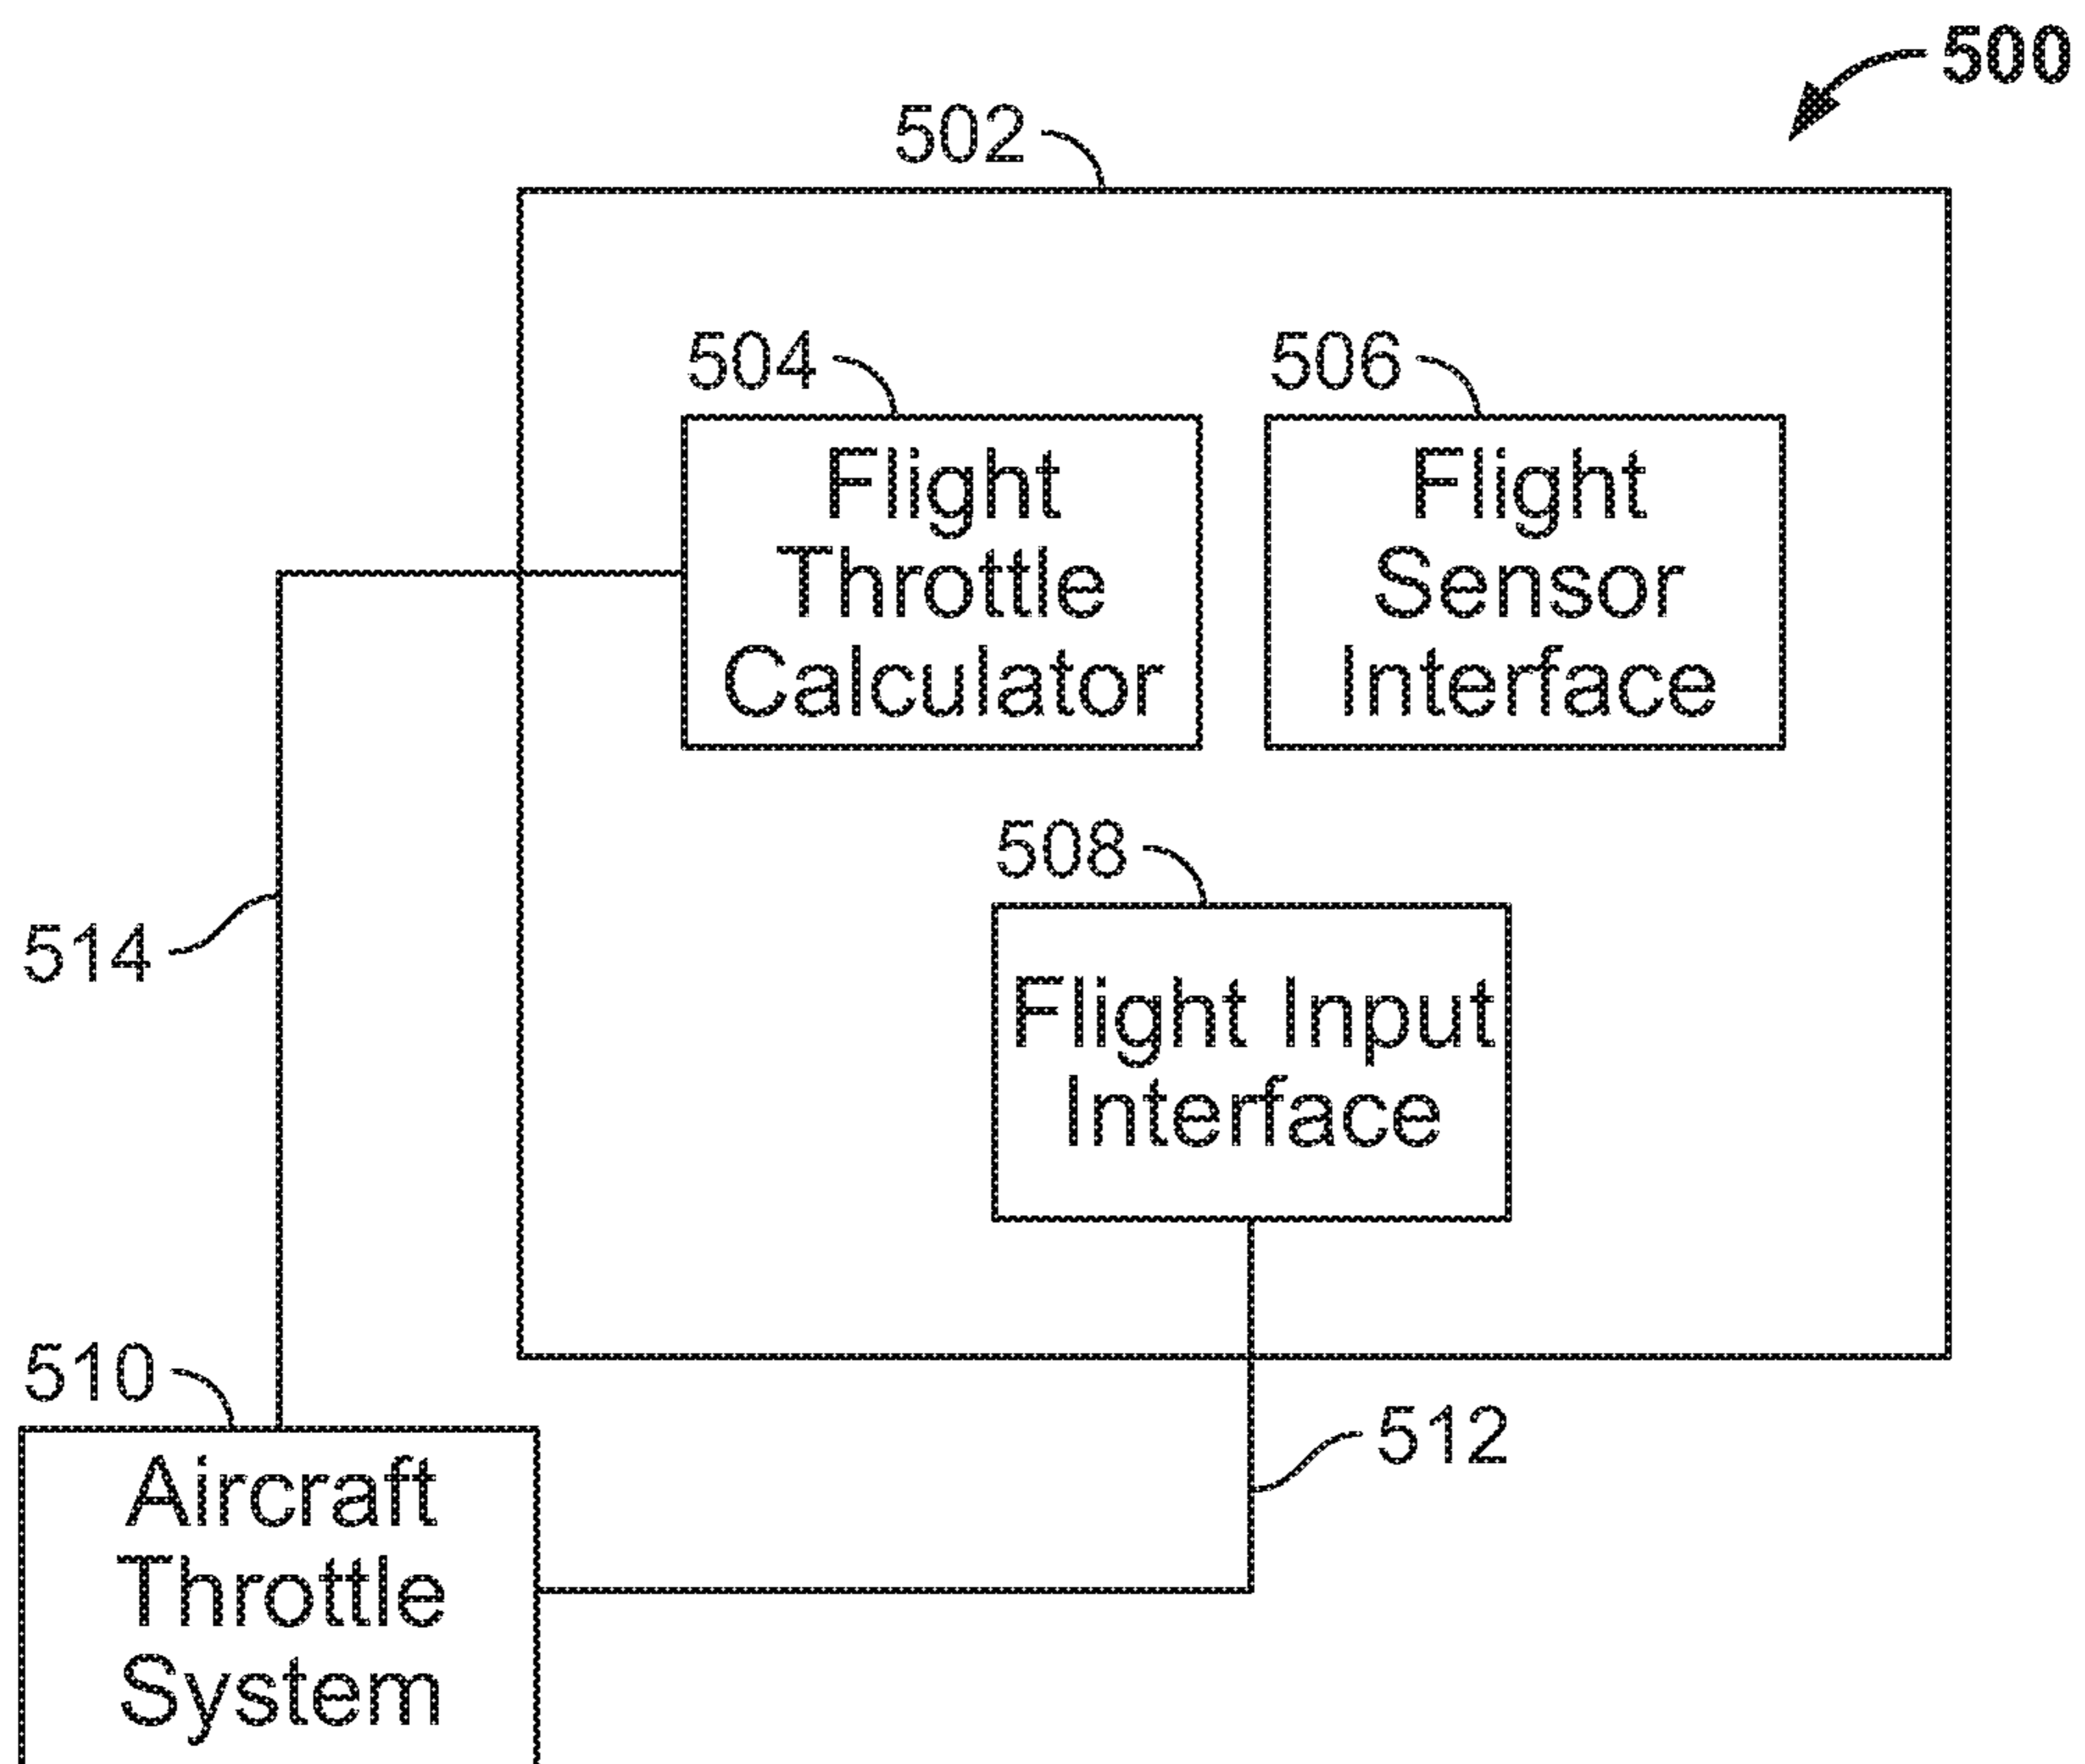 500
502
504
506
Flight
Throttle
Calculator
Flight
Sensor
Interface
508
Flight Input
Interface
514
510
512
Aircraft
Throttle
System